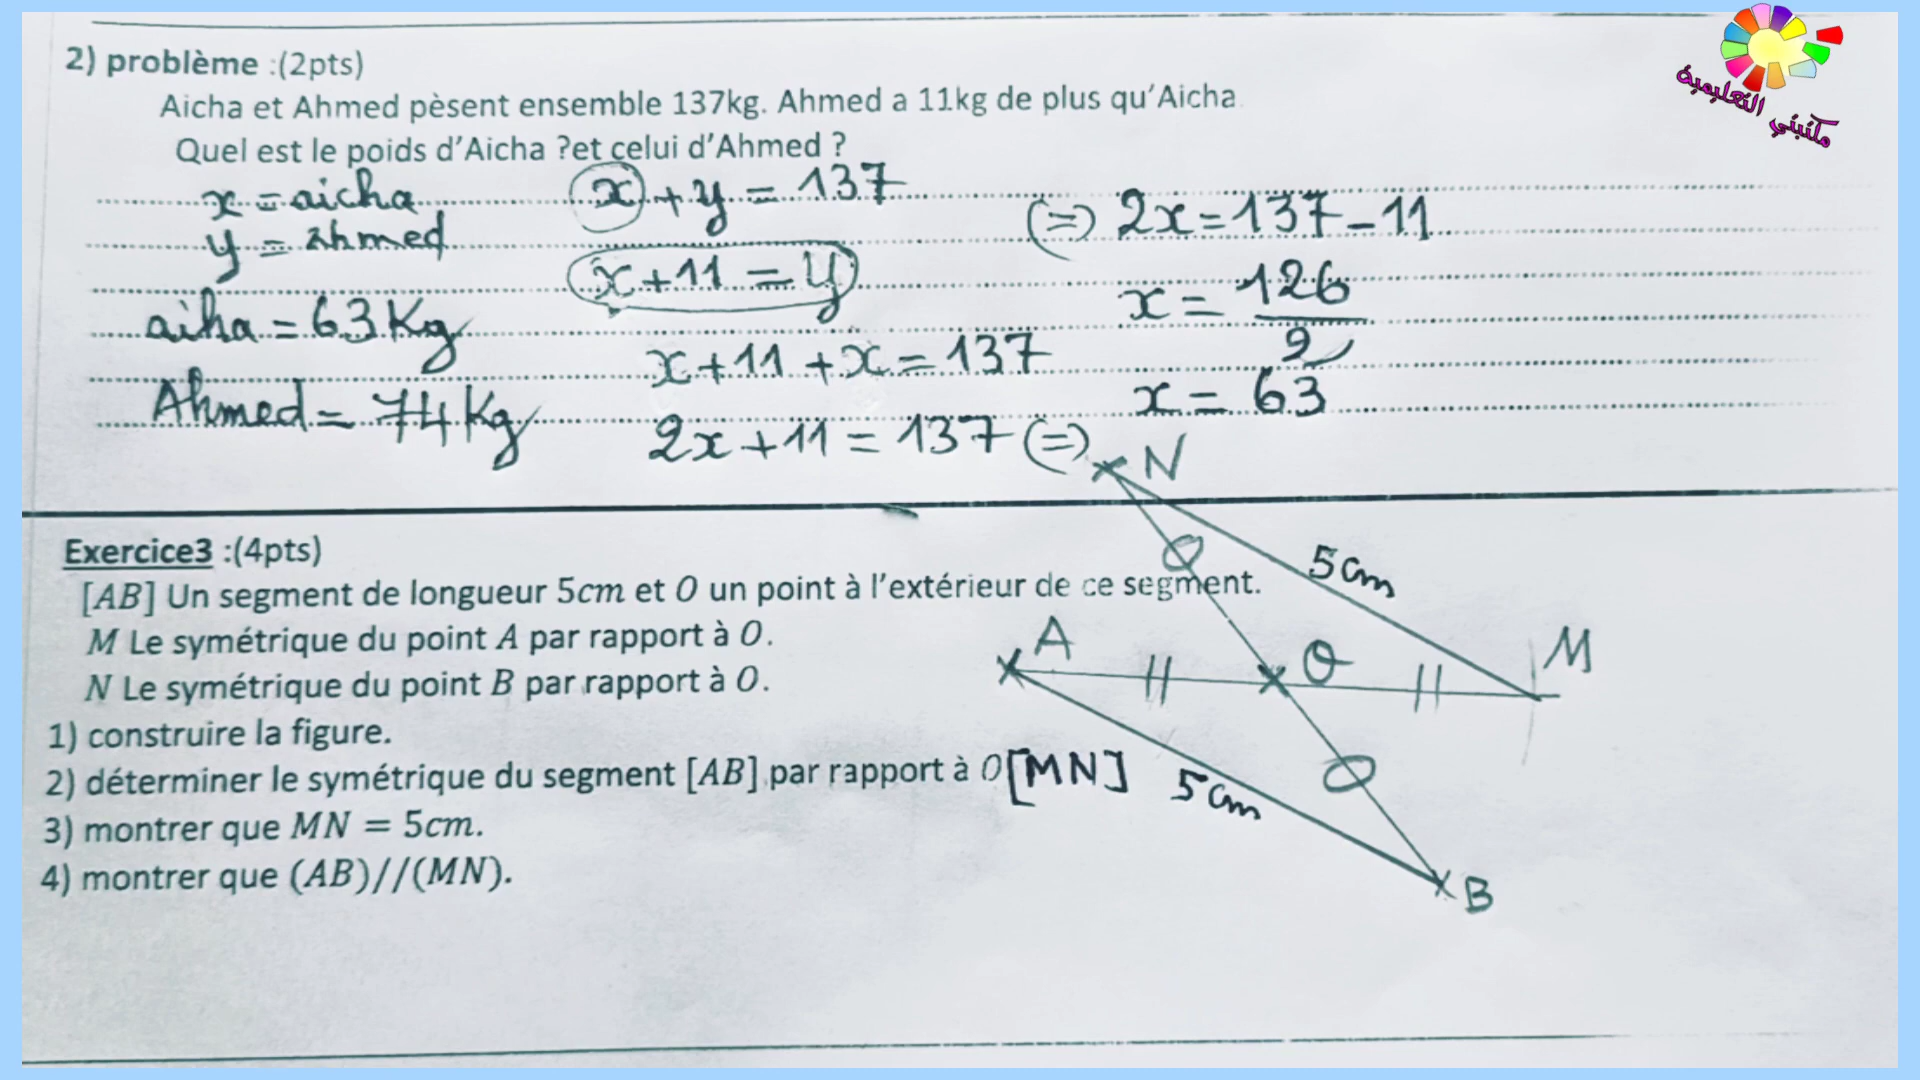 2) problème :(2pts)
Aicha et Ahmed pèsent ensemble 137kg. Ahmed a 11kg de plus qu'Aicha.
Quel est le poids d'Aicha ?et celui d'Ahmed ?
x = aicha
y = ahmed
aiha = 63 Kg
Ahmed = 74 Kg
x + y = 137
x + 11 = y
x + 11 + x = 137
2x + 11 = 137 (=)
(=) 2x = 137 - 11
x = 126
2
x = 63
Exercice3 :(4pts)
[AB] Un segment de longueur 5cm et O un point à l'extérieur de ce segment.
M Le symétrique du point A par rapport à O.
N Le symétrique du point B par rapport à O.
1) construire la figure.
2) déterminer le symétrique du segment [AB] par rapport à O [MN]
3) montrer que MN = 5cm.
4) montrer que (AB)//(MN).
N
5cm
A
O
M
5cm
B
مكتبتي التعليمية